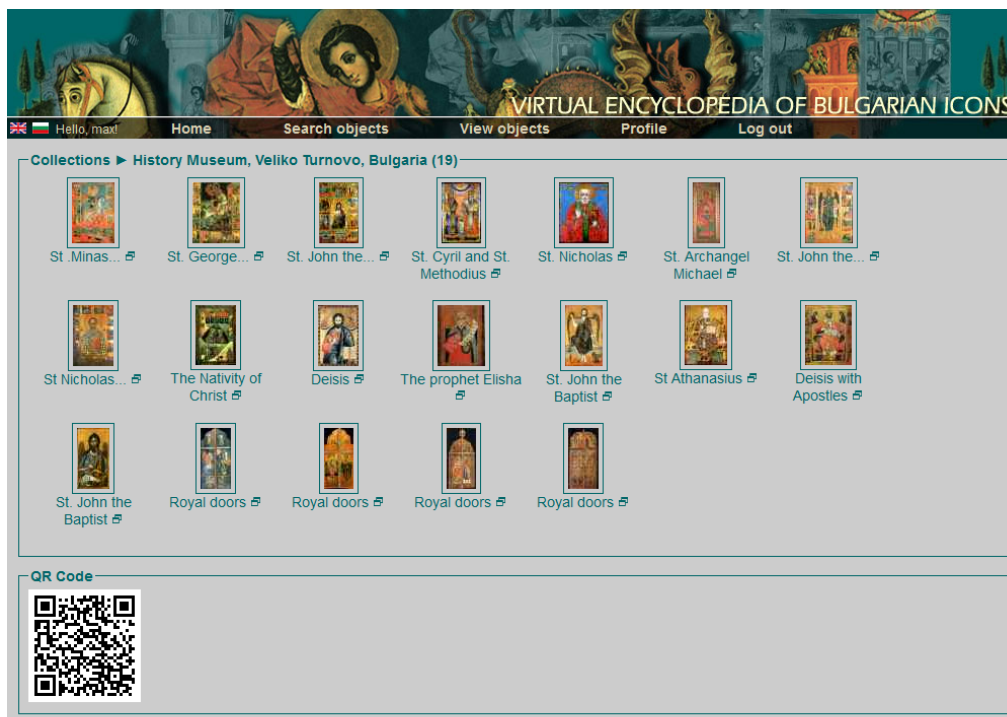 VIRTUAL ENCYCLOPEDIA OF BULGARIAN ICONS
Hello, max! Home Search objects View objects Profile Log out
Collections ► History Museum, Veliko Turnovo, Bulgaria (19)
St .Minas... St. George... St. John the... St. Cyril and St. Methodius St. Nicholas St. Archangel Michael St. John the...
St Nicholas... The Nativity of Christ Deisis The prophet Elisha St. John the Baptist St Athanasius Deisis with Apostles
St. John the Baptist Royal doors Royal doors Royal doors Royal doors
QR Code